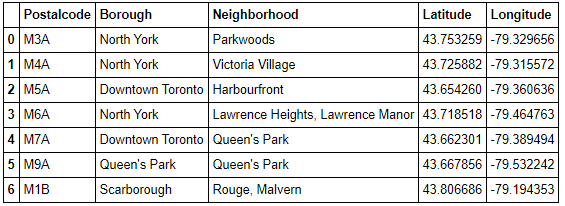 Postalcode Borough Neighborhood Latitude Longitude
0 M3A North York Parkwoods 43.753259 -79.329656
1 M4A North York Victoria Village 43.725882 -79.315572
2 M5A Downtown Toronto Harbourfront 43.654260 -79.360636
3 M6A North York Lawrence Heights, Lawrence Manor 43.718518 -79.464763
4 M7A Downtown Toronto Queen's Park 43.662301 -79.389494
5 M9A Queen's Park Queen's Park 43.667856 -79.532242
6 M1B Scarborough Rouge, Malvern 43.806686 -79.194353